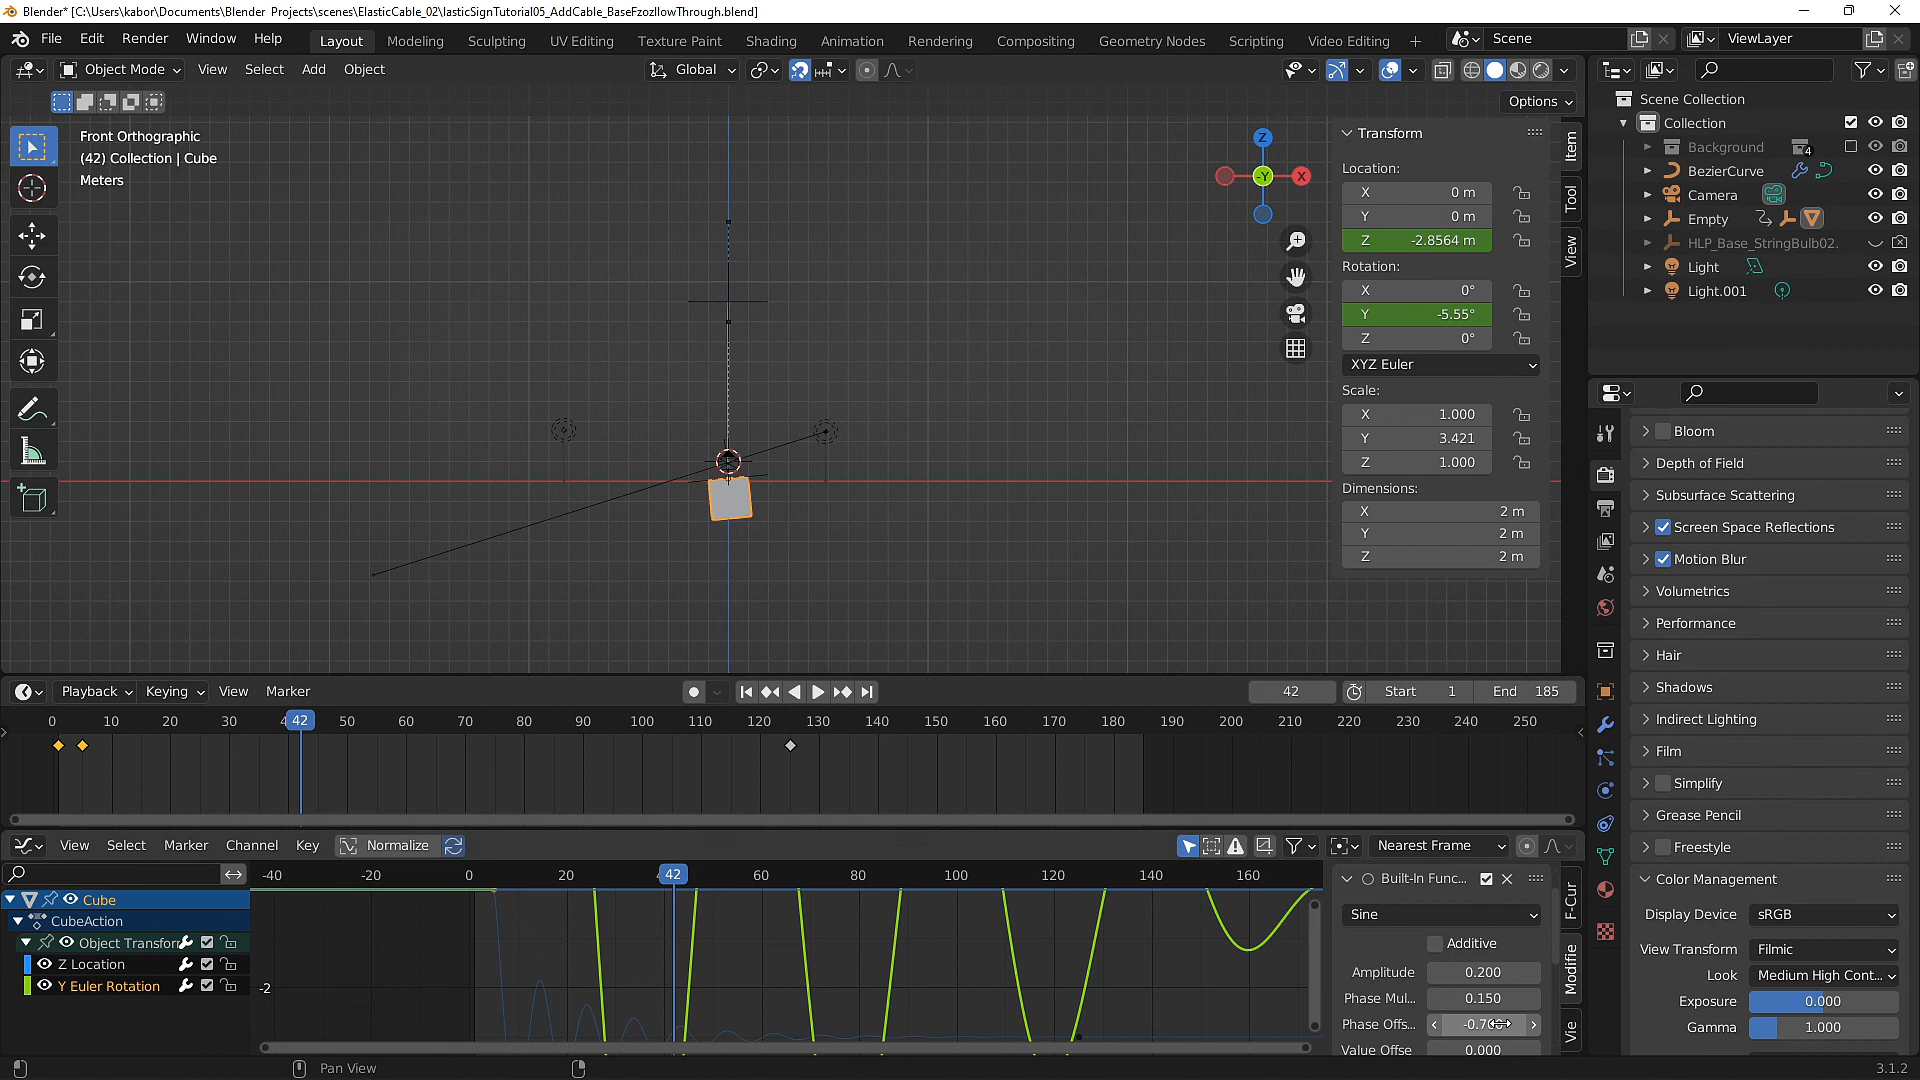 Blender* [C:\Users\kabor\Documents\Blender Projects\scenes\ElasticCable_02\lasticSignTutorial05_AddCable_BaseFzozllowThrough.blend]
File Edit Render Window Help
Layout Modeling Sculpting UV Editing Texture Paint Shading Animation Rendering Compositing Geometry Nodes Scripting Video Editing +
Scene
ViewLayer
Object Mode View Select Add Object
Global
Options
Front Orthographic
(42) Collection | Cube
Meters
Z
-Y
X
Transform
Location:
X 0 m
Y 0 m
Z -2.8564 m
Rotation:
X 0°
Y -5.55°
Z 0°
XYZ Euler
Scale:
X 1.000
Y 3.421
Z 1.000
Dimensions:
X 2 m
Y 2 m
Z 2 m
Item
Tool
View
Scene Collection
Collection
Background 4
BezierCurve
Camera
Empty
HLP_Base_StringBulb02.
Light
Light.001
Bloom
Depth of Field
Subsurface Scattering
Screen Space Reflections
Motion Blur
Volumetrics
Performance
Hair
Shadows
Indirect Lighting
Film
Simplify
Grease Pencil
Freestyle
Color Management
Display Device sRGB
View Transform Filmic
Look Medium High Cont...
Exposure 0.000
Gamma 1.000
Playback Keying View Marker
42
Start 1
End 185
0 10 20 30 4 42 50 60 70 80 90 100 110 120 130 140 150 160 170 180 190 200 210 220 230 240 250
View Select Marker Channel Key Normalize
Nearest Frame
-40 -20 0 20 42 60 80 100 120 140 160
-2
Cube
CubeAction
Object Transforr
Z Location
Y Euler Rotation
Built-In Func...
Sine
Additive
Amplitude 0.200
Phase Mul... 0.150
Phase Offs...
Value Offse 0.000
F-Cur
Modifie
Vie
Pan View
3.1.2